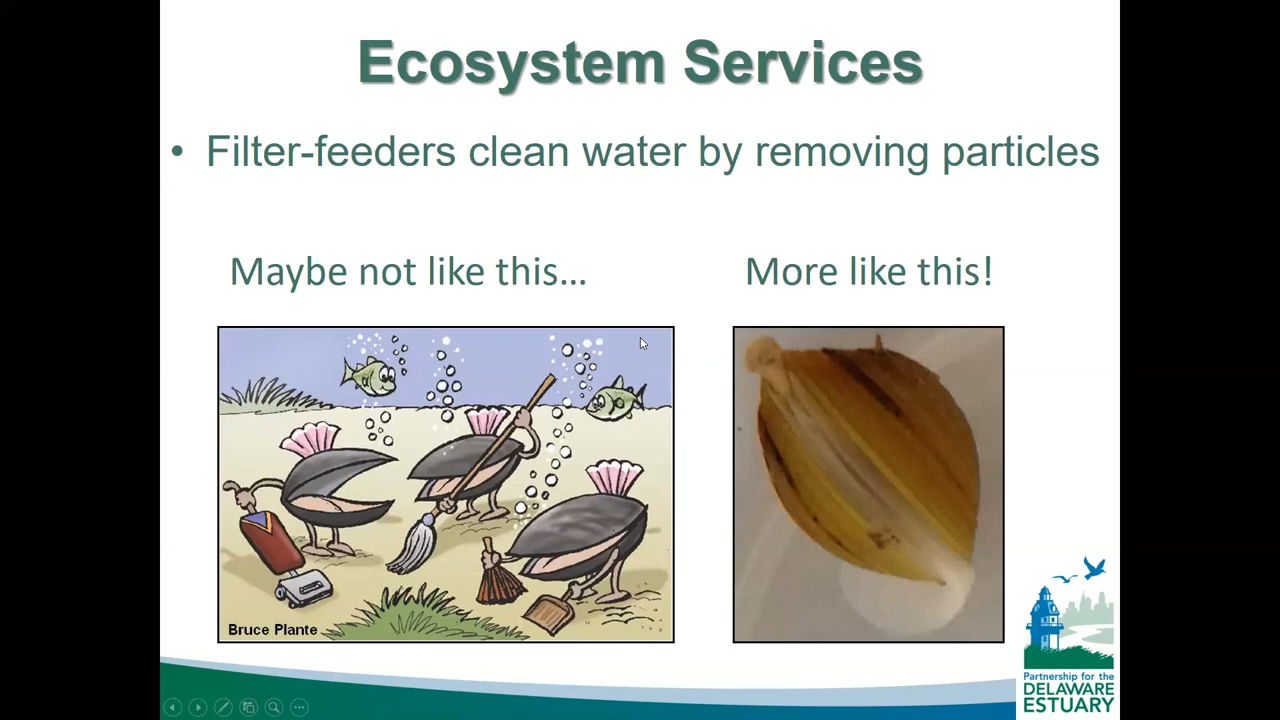 Ecosystem Services
• Filter-feeders clean water by removing particles
Maybe not like this...
More like this!
Bruce Plante
Partnership for the
DELAWARE
ESTUARY